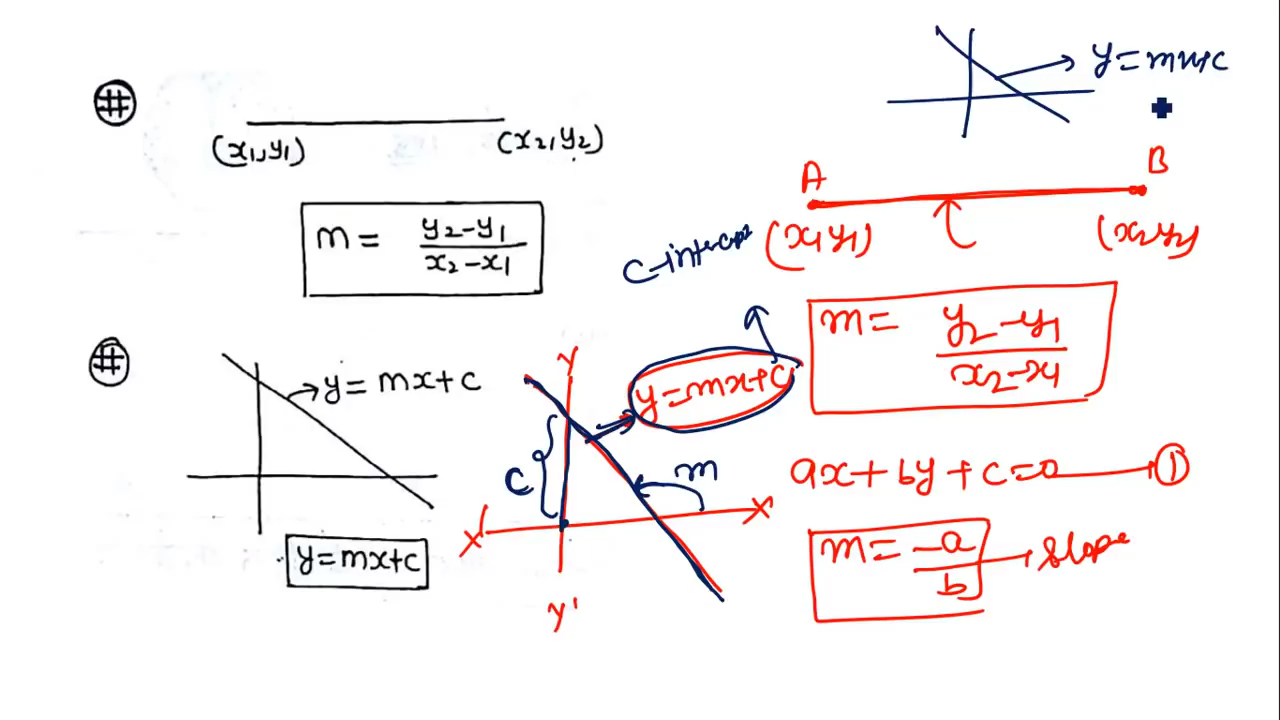 #
(x₁,y₁) (x₂,y₂)
m = y₂-y₁ / x₂-x₁
#
y = mx+c
y=mx+c
y=mx+c
A B
(x₁y₁) (x₂y₂)
m = y₂-y₁ / x₂-x₁
ax+by+c=0 ①
m = -a/b slope
Y
y=mx+c
C
m
X' X
Y'